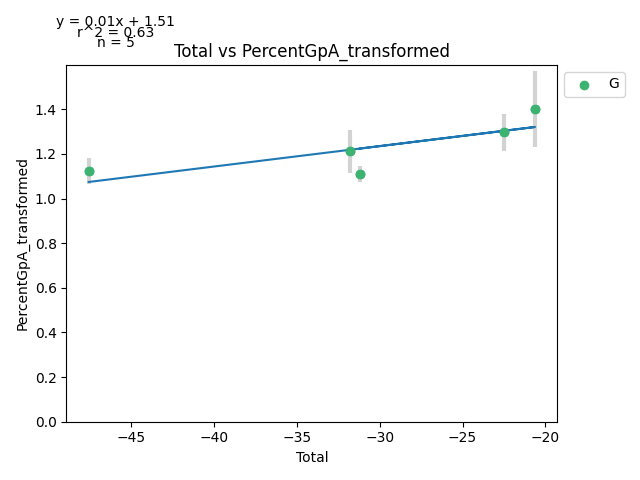 y = 0.01x + 1.51
r^2 = 0.63
n = 5
Total vs PercentGpA_transformed
G
PercentGpA_transformed
1.4
1.2
1.0
0.8
0.6
0.4
0.2
0.0
−45 −40 −35 −30 −25 −20
Total